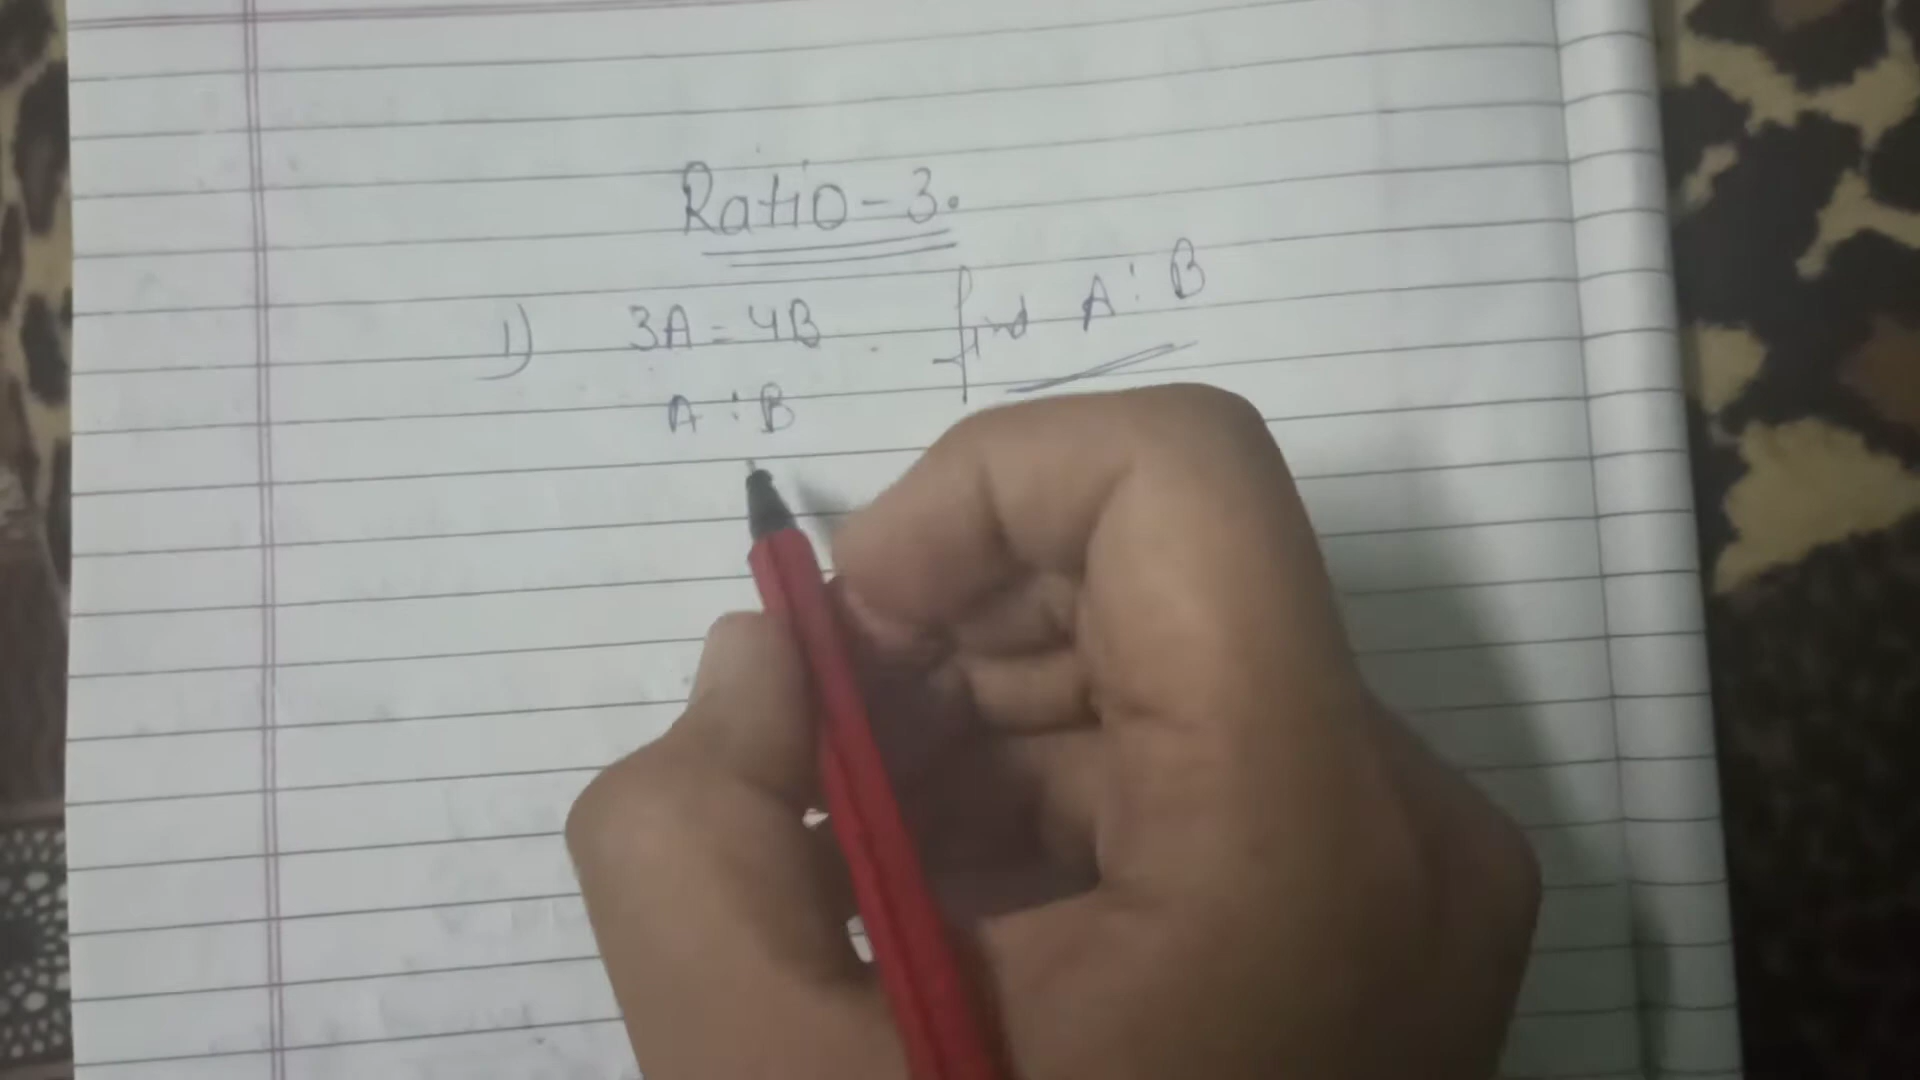 Ratio - 3.
1) 3A = 4B . find A : B
A : B